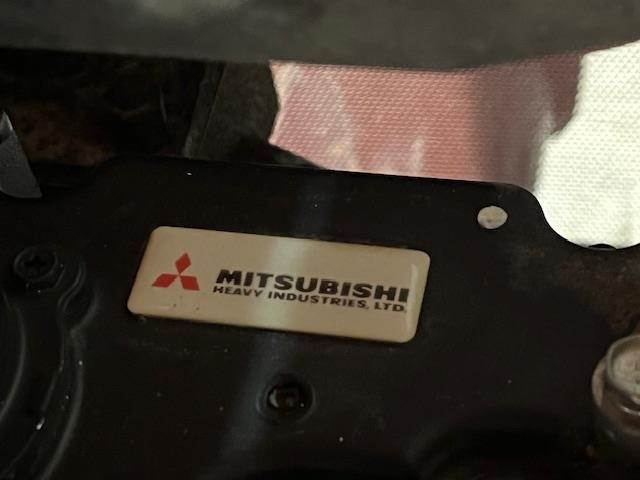 MITSUBISHI
HEAVY INDUSTRIES, LTD.